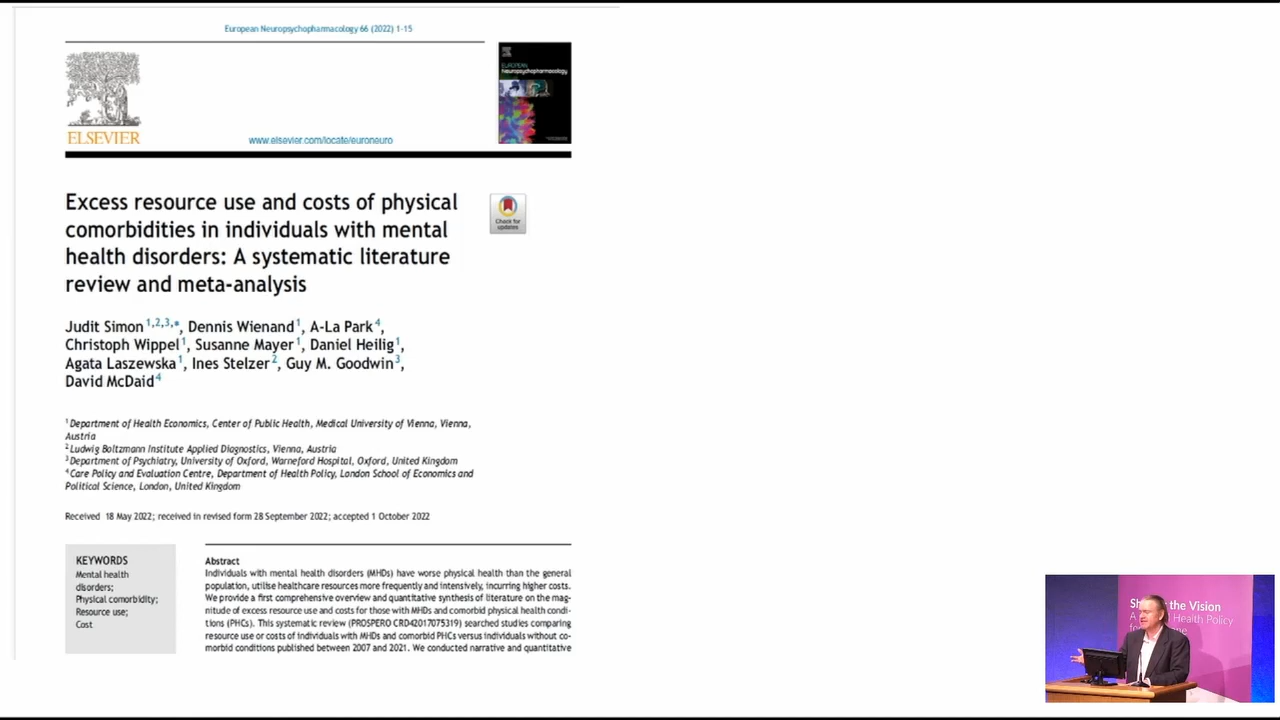 European Neuropsychopharmacology 66 (2022) 1-15
EUROPEAN
Neuropsychopharmacology
ELSEVIER
www.elsevier.com/locate/euroneuro
Excess resource use and costs of physical
comorbidities in individuals with mental
health disorders: A systematic literature
review and meta-analysis
Check for
updates
Judit Simon 1,2,3,*, Dennis Wienand 1, A-La Park 4,
Christoph Wippel 1, Susanne Mayer 1, Daniel Heilig 1,
Agata Laszewska 1, Ines Stelzer 2, Guy M. Goodwin 3,
David McDaid 4
1 Department of Health Economics, Center of Public Health, Medical University of Vienna, Vienna,
Austria
2 Ludwig Boltzmann Institute Applied Diagnostics, Vienna, Austria
3 Department of Psychiatry, University of Oxford, Warneford Hospital, Oxford, United Kingdom
4 Care Policy and Evaluation Centre, Department of Health Policy, London School of Economics and
Political Science, London, United Kingdom
Received 18 May 2022; received in revised form 28 September 2022; accepted 1 October 2022
KEYWORDS
Mental health
disorders;
Physical comorbidity;
Resource use;
Cost
Abstract
Individuals with mental health disorders (MHDs) have worse physical health than the general
population, utilise healthcare resources more frequently and intensively, incurring higher costs.
We provide a first comprehensive overview and quantitative synthesis of literature on the mag-
nitude of excess resource use and costs for those with MHDs and comorbid physical health condi-
tions (PHCs). This systematic review (PROSPERO CRD42017075319) searched studies comparing
resource use or costs of individuals with MHDs and comorbid PHCs versus individuals without co-
morbid conditions published between 2007 and 2021. We conducted narrative and quantitative
the Vision
Health Policy